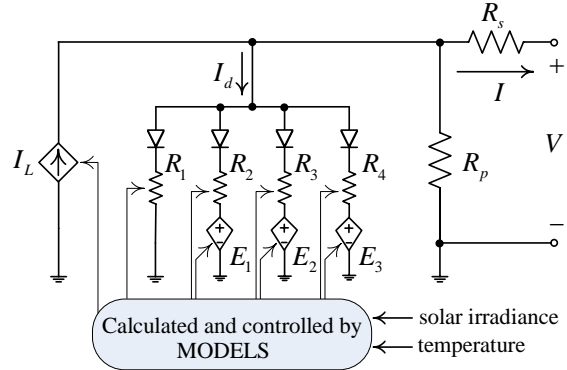 R_s
I_d
+
I
I_L
R_1
R_2
R_3
R_4
R_p
V
+
-
+
-
+
-
E_1
E_2
E_3
−
Calculated and controlled by
MODELS
solar irradiance
temperature